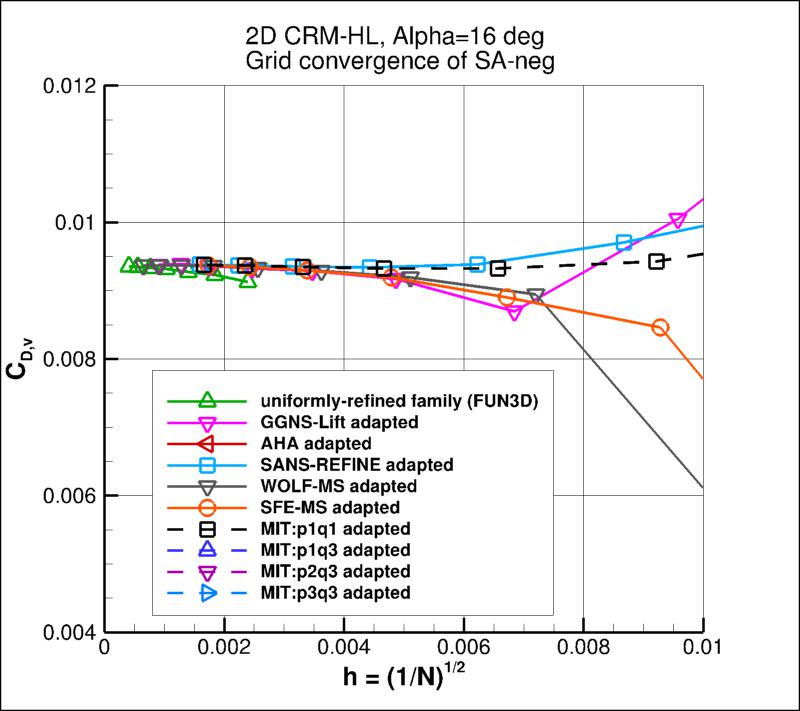 2D CRM-HL, Alpha=16 deg
Grid convergence of SA-neg
0.012
0.01
0.008
0.006
0.004
C_D,v
uniformly-refined family (FUN3D)
GGNS-Lift adapted
AHA adapted
SANS-REFINE adapted
WOLF-MS adapted
SFE-MS adapted
MIT:p1q1 adapted
MIT:p1q3 adapted
MIT:p2q3 adapted
MIT:p3q3 adapted
0 0.002 0.004 0.006 0.008 0.01
h = (1/N)^1/2